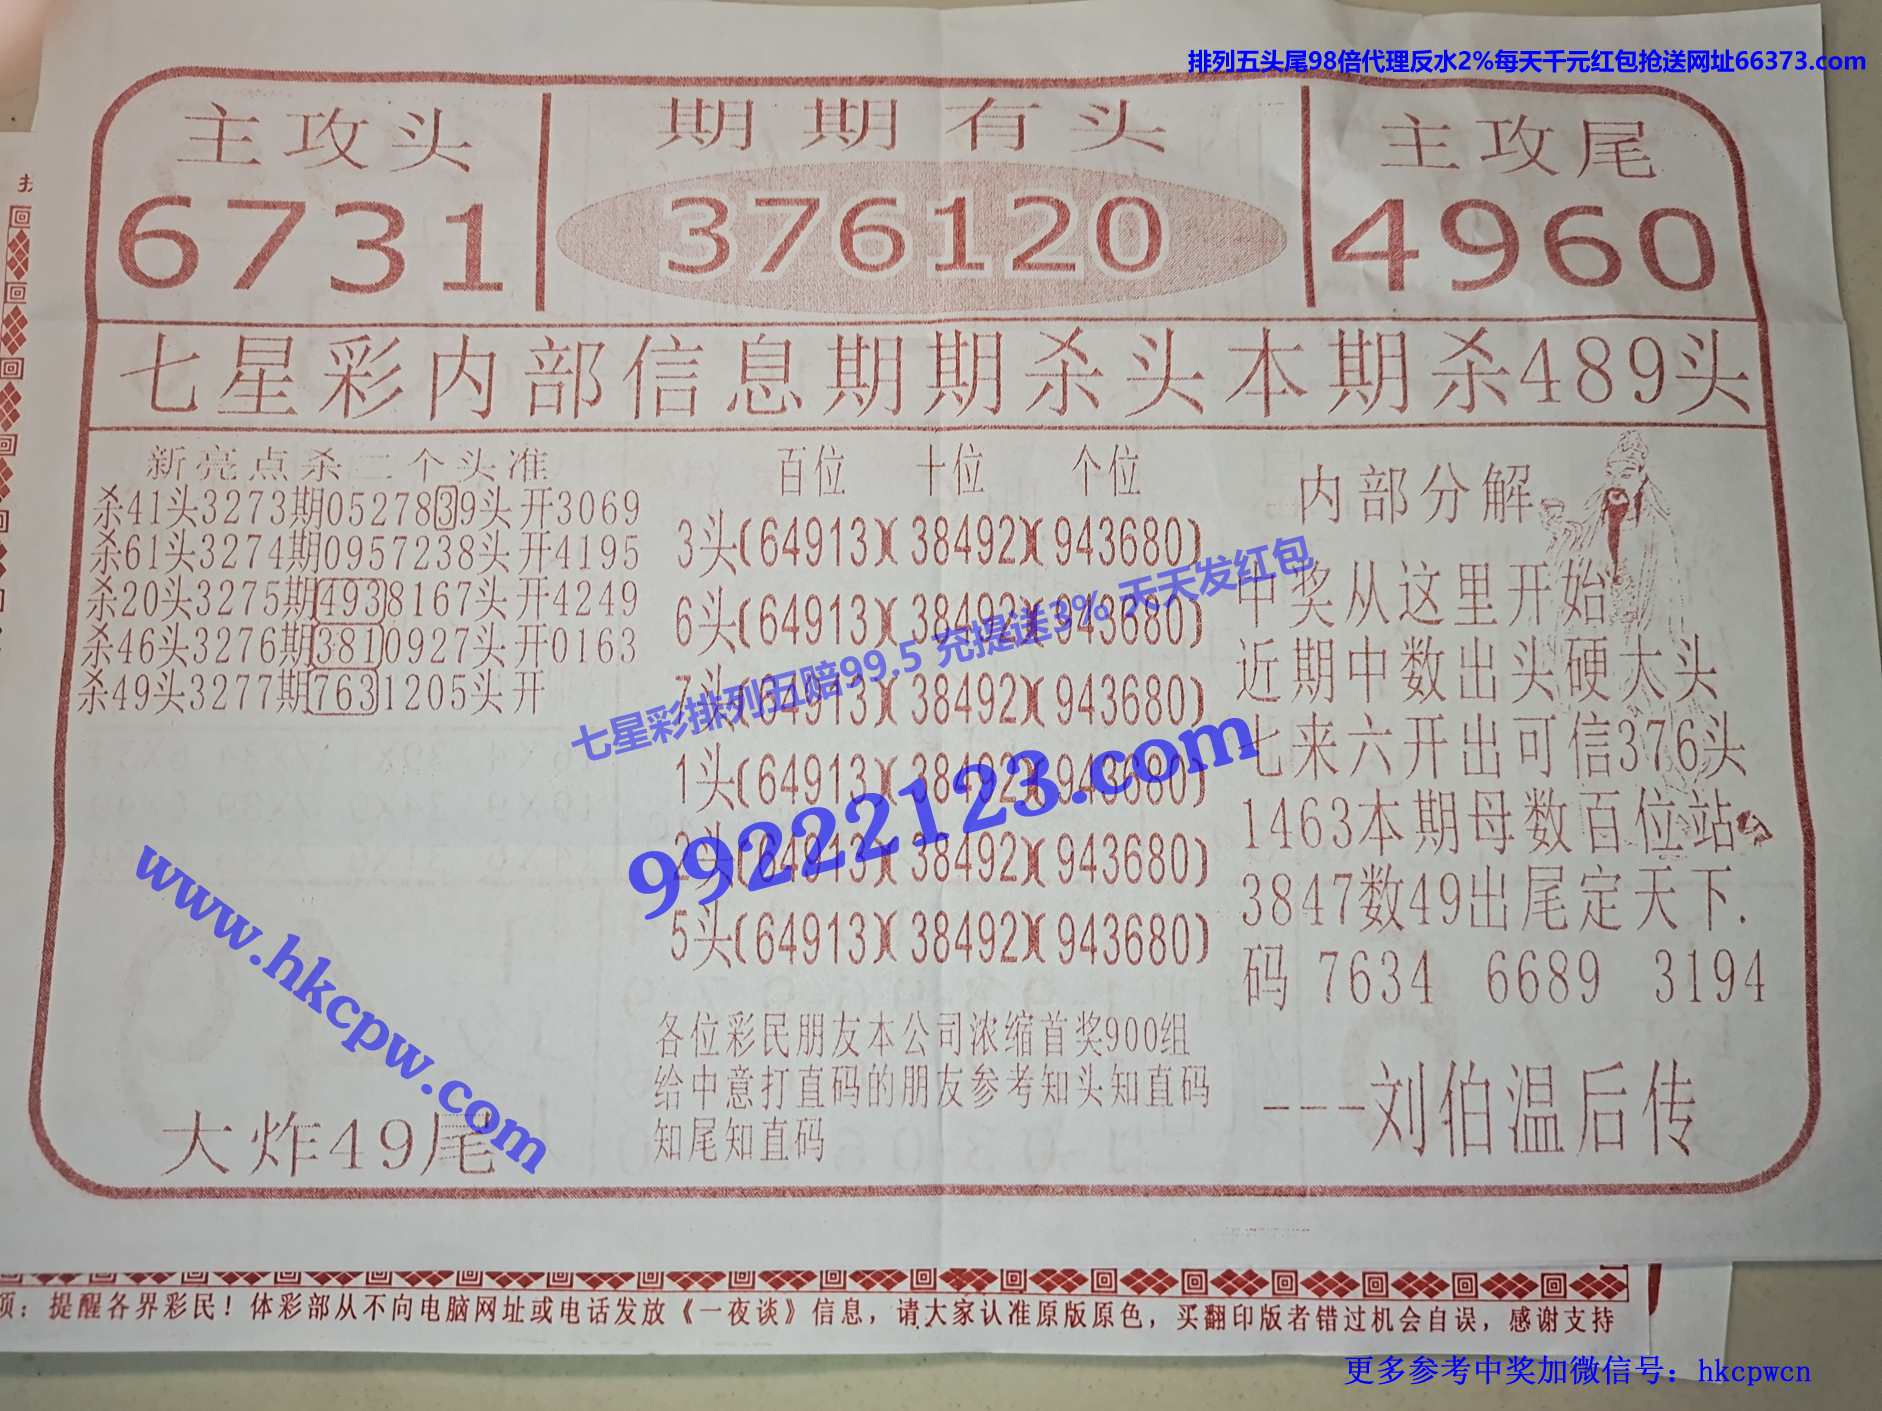 排列五头尾98倍代理反水2%每天千元红包抢送网址66373.com
主攻头
6731
期期有头
376120
主攻尾
4960
七星彩内部信息期期杀头本期杀489头
新亮点杀二个头准
杀41头3273期0527839头开3069
杀61头3274期0957238头开4195
杀20头3275期4938167头开4249
杀46头3276期3810927头开0163
杀49头3277期7631205头开
大炸49尾
百位 十位 个位
3头(64913)(38492)(943680)
6头(64913)(38492)(943680)
7头(64913)(38492)(943680)
1头(64913)(38492)(943680)
2头(64913)(38492)(943680)
5头(64913)(38492)(943680)
各位彩民朋友本公司浓缩首奖900组
给中意打直码的朋友参考知头知直码
知尾知直码
内部分解
中奖从这里开始
近期中数出头硬大头
七来六开出可信376头
1463本期母数百位站
3847数49出尾定天下.
码 7634 6689 3194
---刘伯温后传
七星彩排列五赔99.5 充提送3% 天天发红包
99222123.com
www.hkcpw.com
：提醒各界彩民！体彩部从不向电脑网址或电话发放《一夜谈》信息，请大家认准原版原色，买翻印版者错过机会自误，感谢支持
更多参考中奖加微信号：hkcpwcn